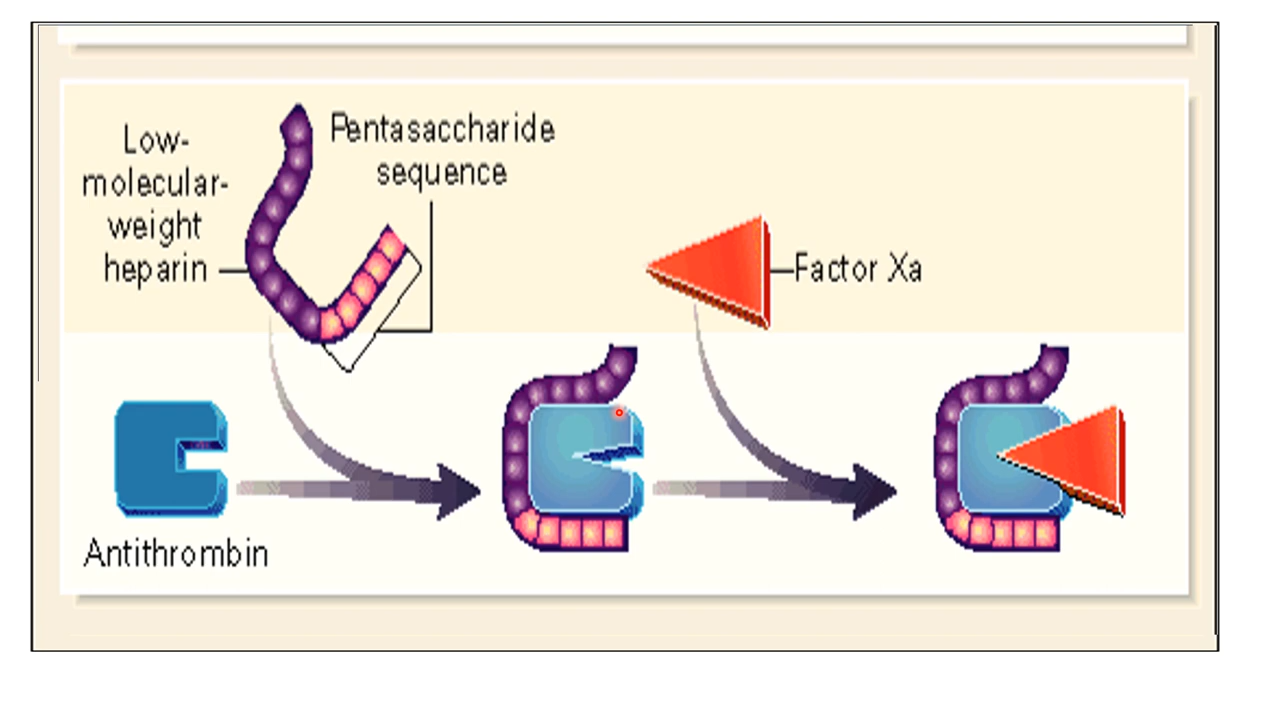 Low-
molecular-
weight
heparin
Pentasaccharide
sequence
Factor Xa
Antithrombin